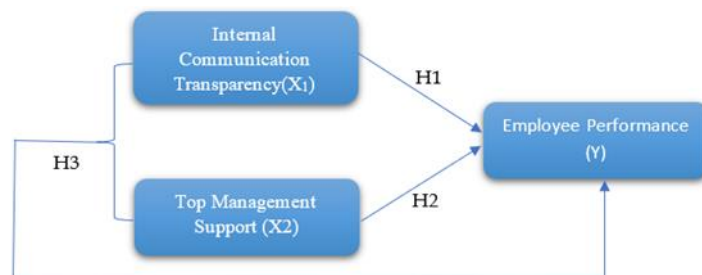 Internal
Communication
Transparency(X₁)
H1
Employee Performance
(Y)
H3
H2
Top Management
Support (X2)